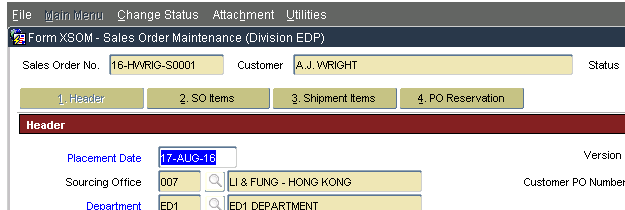 File Main Menu Change Status Attachment Utilities
Form XSOM - Sales Order Maintenance (Division EDP)
Sales Order No. 16-HWRIG-S0001 Customer A.J. WRIGHT Status
1. Header 2. SO Items 3. Shipment Items 4. PO Reservation
Header
Placement Date 17-AUG-16 Version
Sourcing Office 007 LI & FUNG - HONG KONG Customer PO Number
Department ED1 ED1 DEPARTMENT